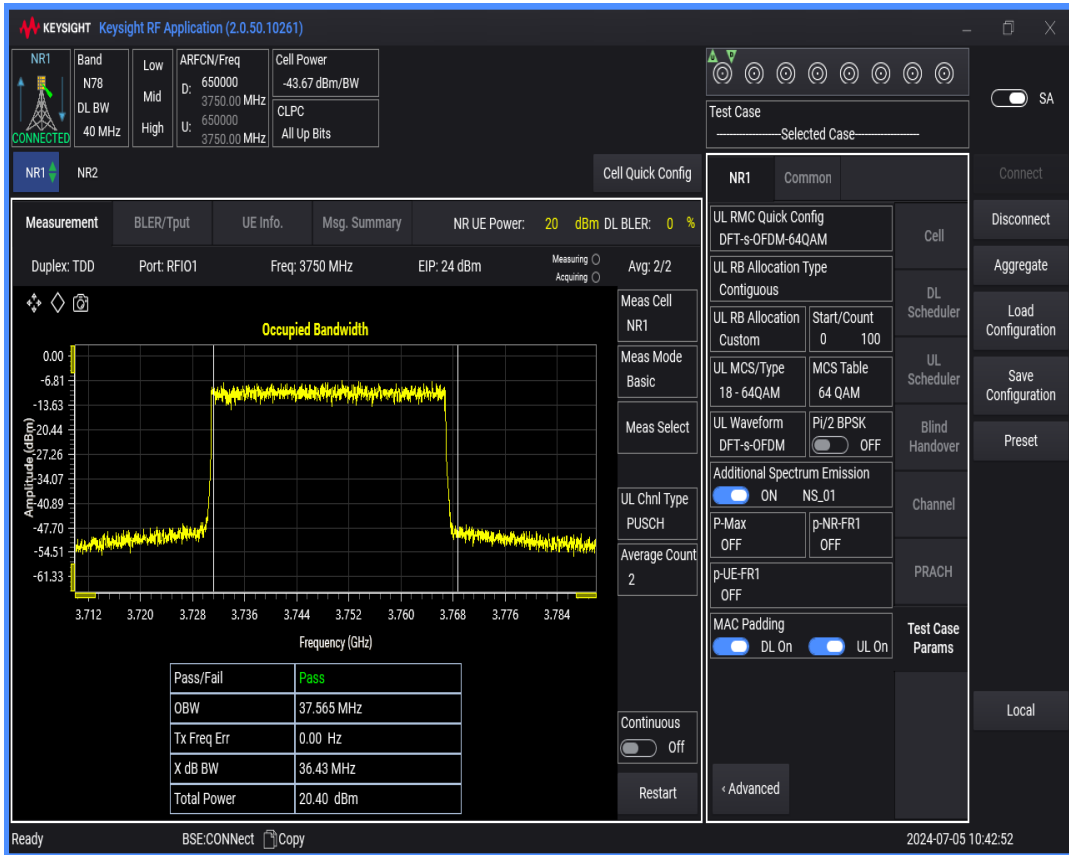 KEYSIGHT Keysight RF Application (2.0.50.10261)
NR1
CONNECTED
Band
N78
DL BW
40 MHz
Low
Mid
High
ARFCN/Freq
D: 650000
3750.00 MHz
U: 650000
3750.00 MHz
Cell Power
-43.67 dBm/BW
CLPC
All Up Bits
Test Case
--------------------Selected Case--------------------
SA
NR1 NR2
Cell Quick Config
Measurement BLER/Tput UE Info. Msg. Summary NR UE Power: 20 dBm DL BLER: 0 %
Duplex: TDD Port: RFIO1 Freq: 3750 MHz EIP: 24 dBm
Measuring
Acquiring
Avg: 2/2
Occupied Bandwidth
Amplitude (dBm)
0.00
-6.81
-13.63
-20.44
-27.26
-34.07
-40.89
-47.70
-54.51
-61.33
3.712 3.720 3.728 3.736 3.744 3.752 3.760 3.768 3.776 3.784
Frequency (GHz)
Pass/Fail Pass
OBW 37.565 MHz
Tx Freq Err 0.00 Hz
X dB BW 36.43 MHz
Total Power 20.40 dBm
Meas Cell
NR1
Meas Mode
Basic
Meas Select
UL Chnl Type
PUSCH
Average Count
2
Continuous
Off
Restart
NR1 Common
UL RMC Quick Config
DFT-s-OFDM-64QAM
UL RB Allocation Type
Contiguous
UL RB Allocation
Custom
Start/Count
0 100
UL MCS/Type
18 - 64QAM
MCS Table
64 QAM
UL Waveform
DFT-s-OFDM
Pi/2 BPSK
OFF
Additional Spectrum Emission
ON NS_01
P-Max
OFF
p-NR-FR1
OFF
p-UE-FR1
OFF
MAC Padding
DL On UL On
‹ Advanced
Cell
DL
Scheduler
UL
Scheduler
Blind
Handover
Channel
PRACH
Test Case
Params
Connect
Disconnect
Aggregate
Load
Configuration
Save
Configuration
Preset
Local
Ready BSE:CONNect Copy 2024-07-05 10:42:52